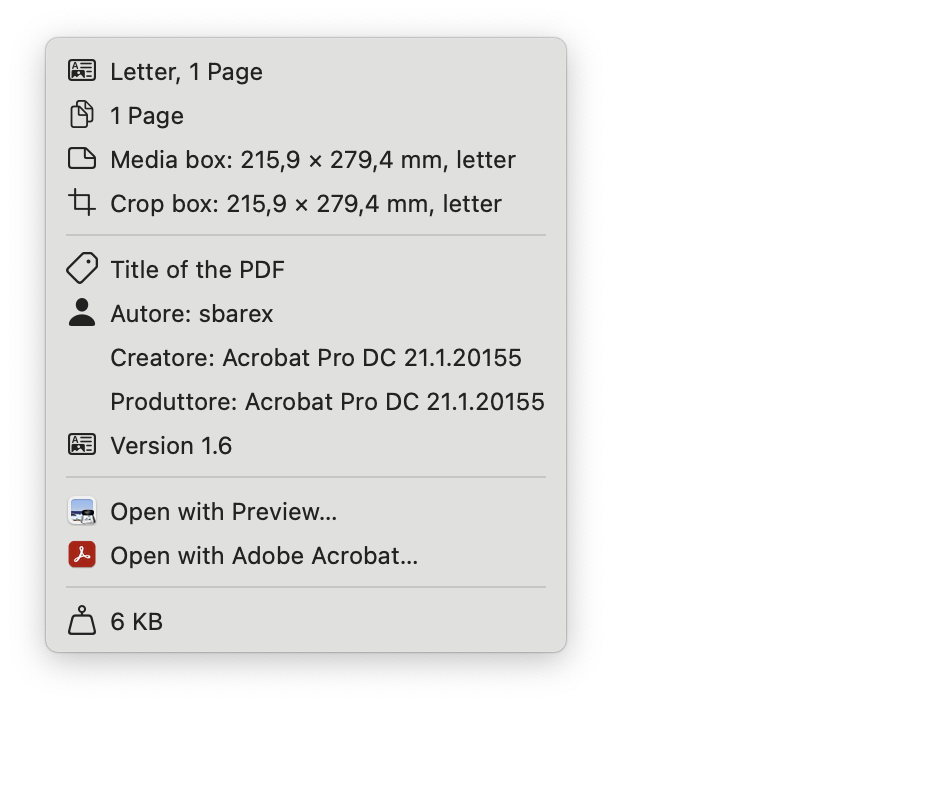 Letter, 1 Page
1 Page
Media box: 215,9 × 279,4 mm, letter
Crop box: 215,9 × 279,4 mm, letter
Title of the PDF
Autore: sbarex
Creatore: Acrobat Pro DC 21.1.20155
Produttore: Acrobat Pro DC 21.1.20155
Version 1.6
Open with Preview…
Open with Adobe Acrobat…
6 KB